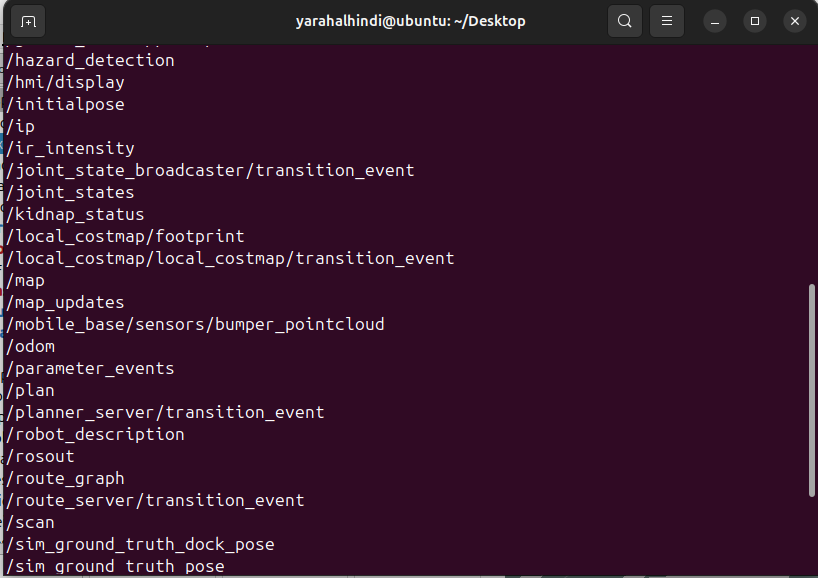 yarahalhindi@ubuntu: ~/Desktop
/hazard_detection
/hmi/display
/initialpose
/ip
/ir_intensity
/joint_state_broadcaster/transition_event
/joint_states
/kidnap_status
/local_costmap/footprint
/local_costmap/local_costmap/transition_event
/map
/map_updates
/mobile_base/sensors/bumper_pointcloud
/odom
/parameter_events
/plan
/planner_server/transition_event
/robot_description
/rosout
/route_graph
/route_server/transition_event
/scan
/sim_ground_truth_dock_pose
/sim_ground_truth_pose